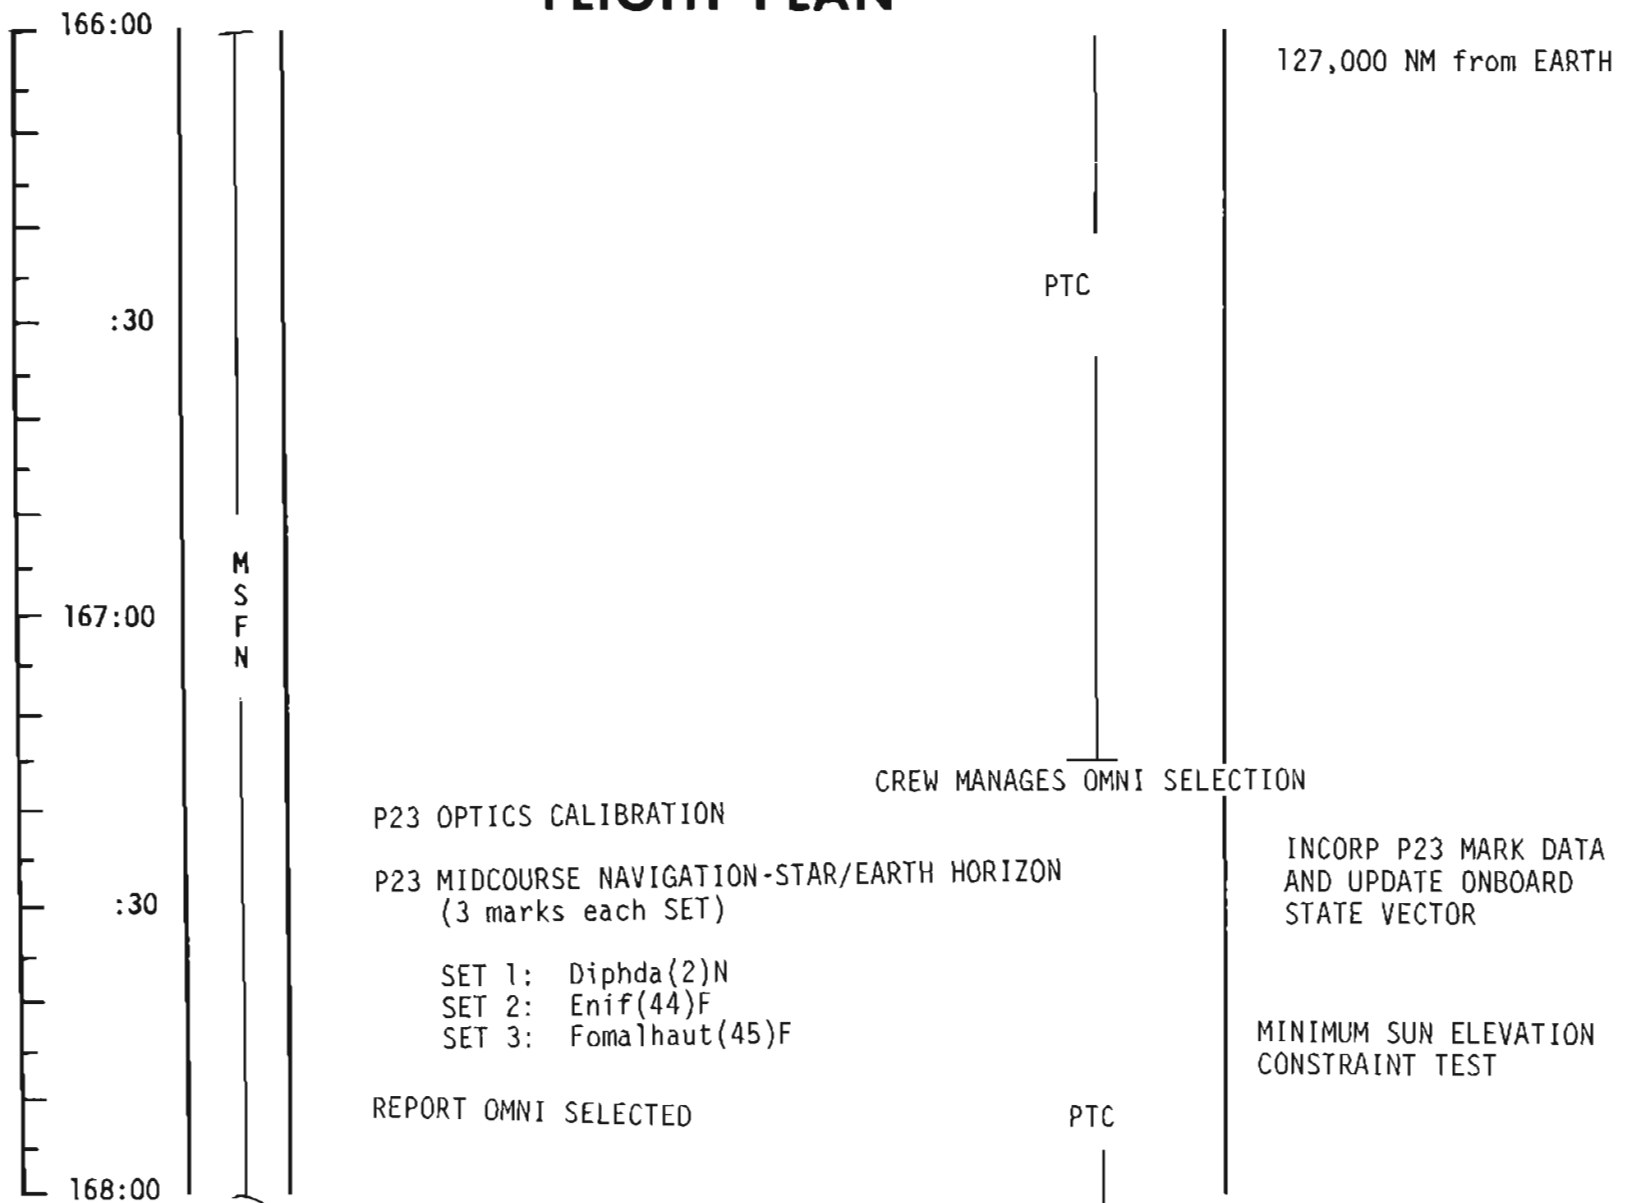 FLIGHT PLAN
166:00
127,000 NM from EARTH
PTC
:30
M
S
F
N
167:00
CREW MANAGES OMNI SELECTION
P23 OPTICS CALIBRATION
P23 MIDCOURSE NAVIGATION-STAR/EARTH HORIZON
(3 marks each SET)
:30
INCORP P23 MARK DATA
AND UPDATE ONBOARD
STATE VECTOR
SET 1: Diphda(2)N
SET 2: Enif(44)F
SET 3: Fomalhaut(45)F
MINIMUM SUN ELEVATION
CONSTRAINT TEST
REPORT OMNI SELECTED
PTC
168:00